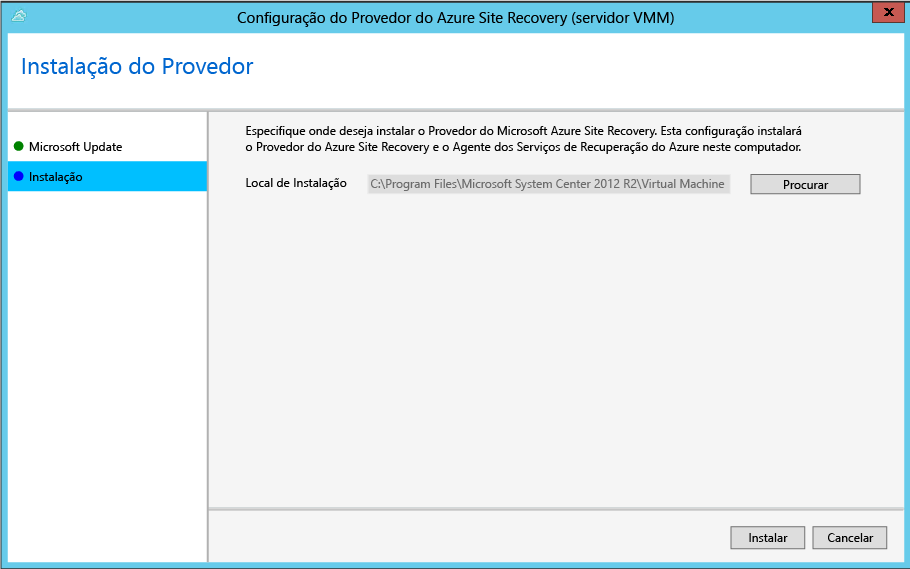 Configuração do Provedor do Azure Site Recovery (servidor VMM)
Instalação do Provedor
Microsoft Update
Instalação
Especifique onde deseja instalar o Provedor do Microsoft Azure Site Recovery. Esta configuração instalará
o Provedor do Azure Site Recovery e o Agente dos Serviços de Recuperação do Azure neste computador.
Local de Instalação
C:\Program Files\Microsoft System Center 2012 R2\Virtual Machine
Procurar
Instalar
Cancelar